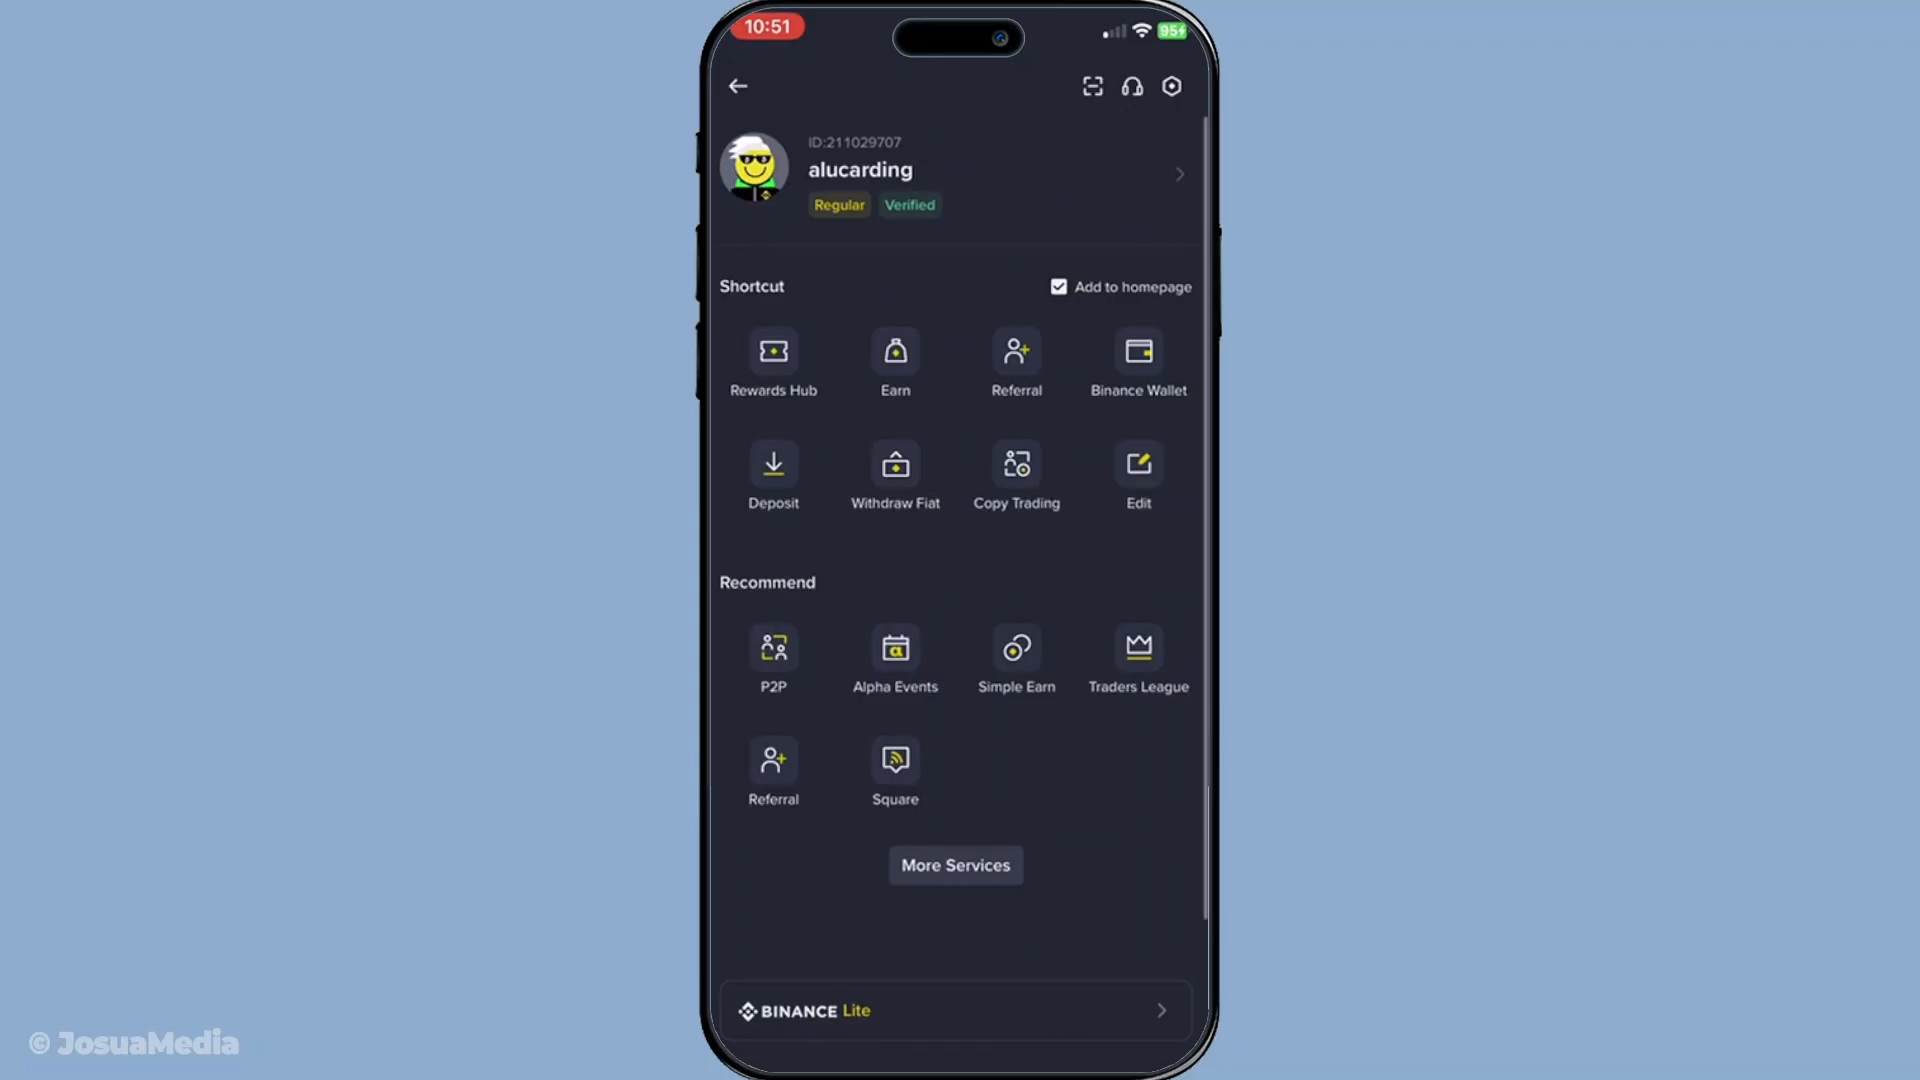 10:51
95
ID:211029707
alucarding
Regular Verified
Shortcut
Add to homepage
Rewards Hub
Earn
Referral
Binance Wallet
Deposit
Withdraw Fiat
Copy Trading
Edit
Recommend
P2P
Alpha Events
Simple Earn
Traders League
Referral
Square
More Services
BINANCE Lite
© JosuaMedia